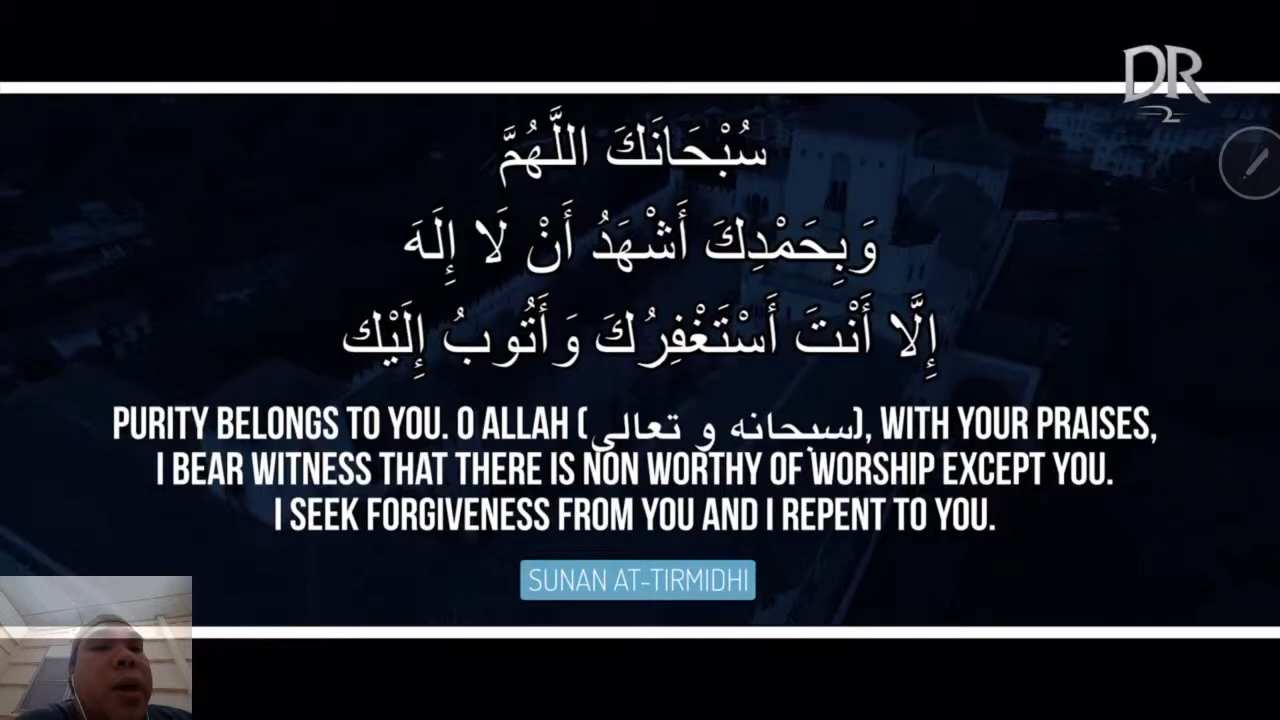 DR
2
سُبْحَانَكَ اللَّهُمَّ
وَبِحَمْدِكَ أَشْهَدُ أَنْ لَا إِلَهَ
إِلَّا أَنْتَ أَسْتَغْفِرُكَ وَأَتُوبُ إِلَيْك
PURITY BELONGS TO YOU. O ALLAH (سبحانه و تعالى), WITH YOUR PRAISES,
I BEAR WITNESS THAT THERE IS NON WORTHY OF WORSHIP EXCEPT YOU.
I SEEK FORGIVENESS FROM YOU AND I REPENT TO YOU.
SUNAN AT-TIRMIDHI